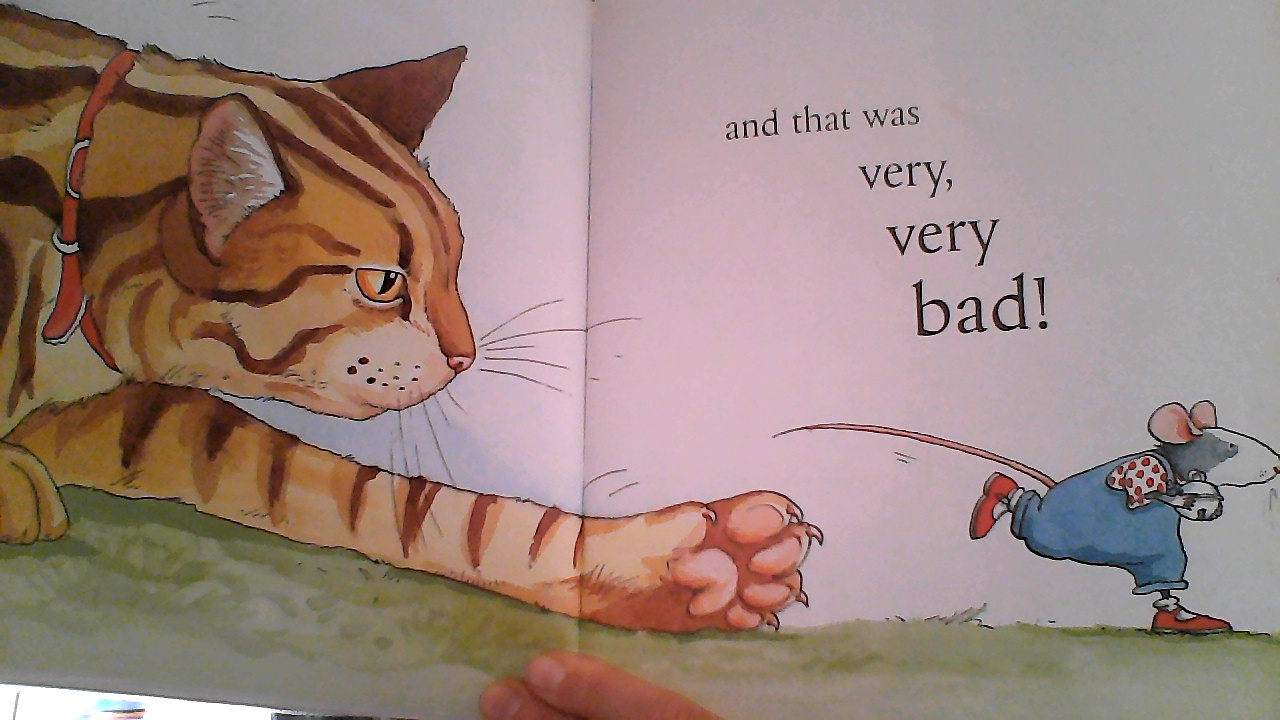 and that was
very,
very
bad!